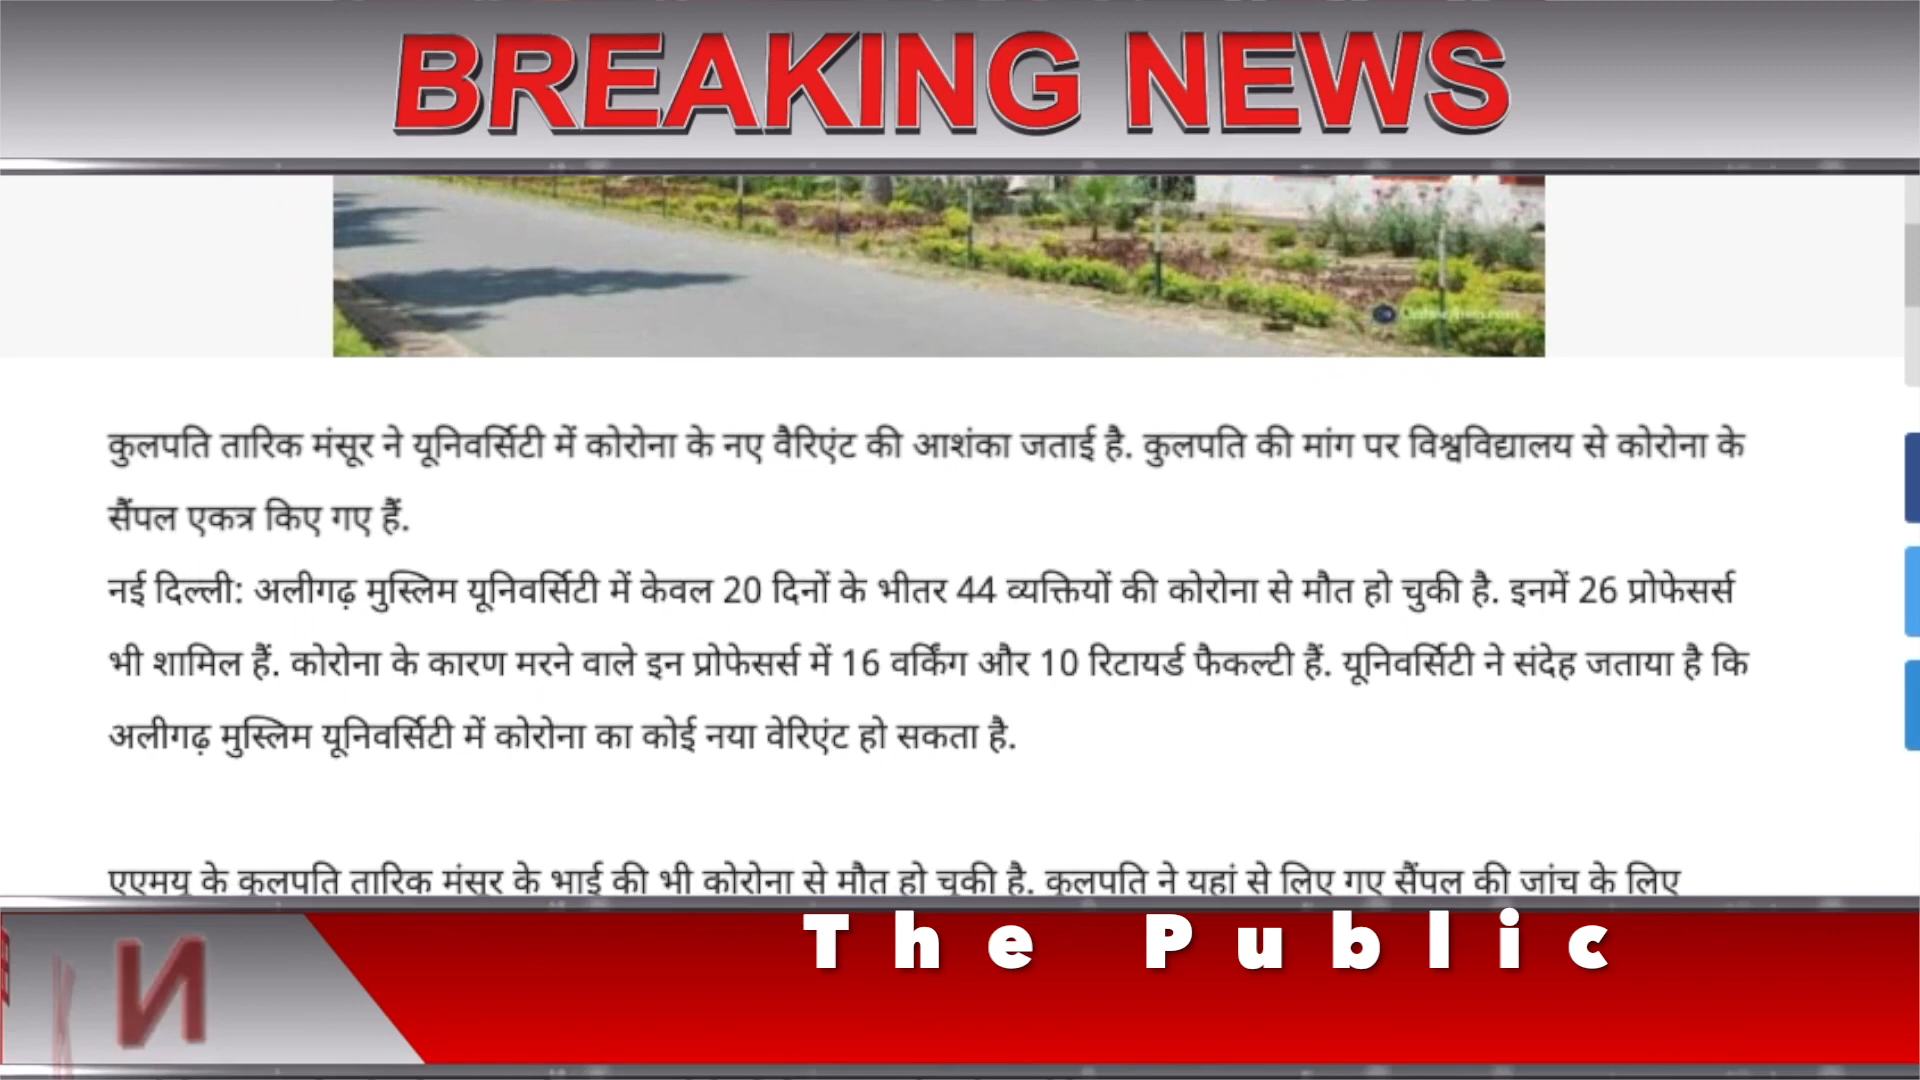 BREAKING NEWS
कुलपति तारिक मंसूर ने यूनिवर्सिटी में कोरोना के नए वैरिएंट की आशंका जताई है. कुलपति की मांग पर विश्वविद्यालय से कोरोना के
सैंपल एकत्र किए गए हैं.
नई दिल्ली: अलीगढ़ मुस्लिम यूनिवर्सिटी में केवल 20 दिनों के भीतर 44 व्यक्तियों की कोरोना से मौत हो चुकी है. इनमें 26 प्रोफेसर्स
भी शामिल हैं. कोरोना के कारण मरने वाले इन प्रोफेसर्स में 16 वर्किंग और 10 रिटायर्ड फैकल्टी हैं. यूनिवर्सिटी ने संदेह जताया है कि
अलीगढ़ मुस्लिम यूनिवर्सिटी में कोरोना का कोई नया वेरिएंट हो सकता है.
एएमयू के कुलपति तारिक मंसूर के भाई की भी कोरोना से मौत हो चुकी है. कुलपति ने यहां से लिए गए सैंपल की जांच के लिए
The Public